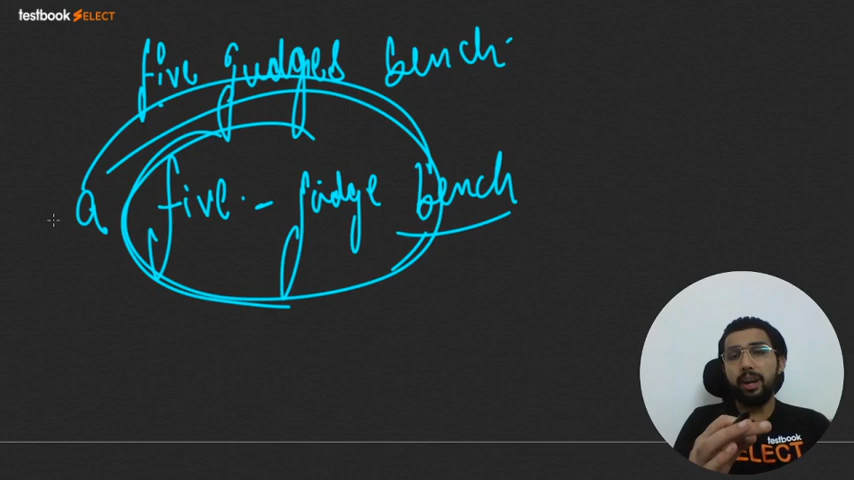 testbook SELECT
five judges bench.
a five - judge bench
testbook
SELECT